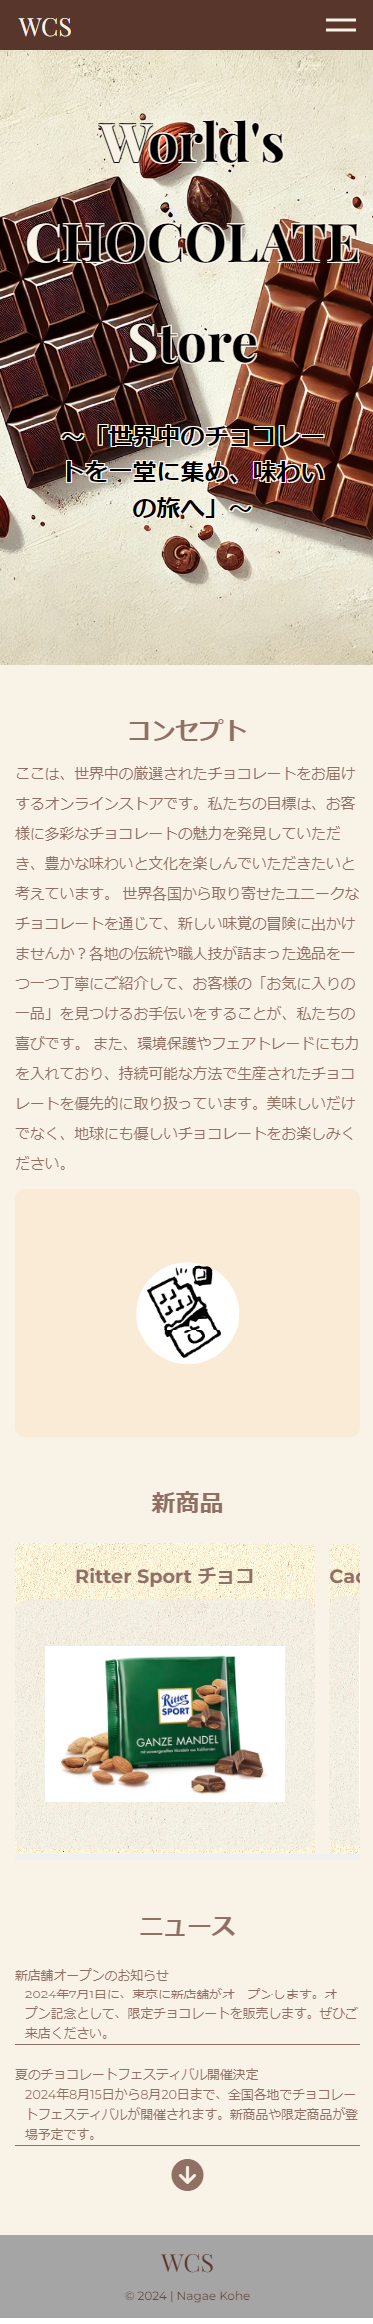 WCS
World's
CHOCOLATE
Store
～「世界中のチョコレー
トを一堂に集め、味わい
の旅へ」～
コンセプト
ここは、世界中の厳選されたチョコレートをお届け
するオンラインストアです。私たちの目標は、お客
様に多彩なチョコレートの魅力を発見していただ
き、豊かな味わいと文化を楽しんでいただきたいと
考えています。 世界各国から取り寄せたユニークな
チョコレートを通じて、新しい味覚の冒険に出かけ
ませんか？各地の伝統や職人技が詰まった逸品を一
つ一つ丁寧にご紹介して、お客様の「お気に入りの
一品」を見つけるお手伝いをすることが、私たちの
喜びです。 また、環境保護やフェアトレードにも力
を入れており、持続可能な方法で生産されたチョコ
レートを優先的に取り扱っています。美味しいだけ
でなく、地球にも優しいチョコレートをお楽しみく
ださい。
新商品
Ritter Sport チョコ
Ritter
SPORT
GANZE MANDEL
ニュース
新店舗オープンのお知らせ
2024年7月1日に、東京に新店舗がオープンします。オー
プン記念として、限定チョコレートを販売します。ぜひご
来店ください。
夏のチョコレートフェスティバル開催決定
2024年8月15日から8月20日まで、全国各地でチョコレー
トフェスティバルが開催されます。新商品や限定商品が登
場予定です。
WCS
© 2024 | Nagae Kohe